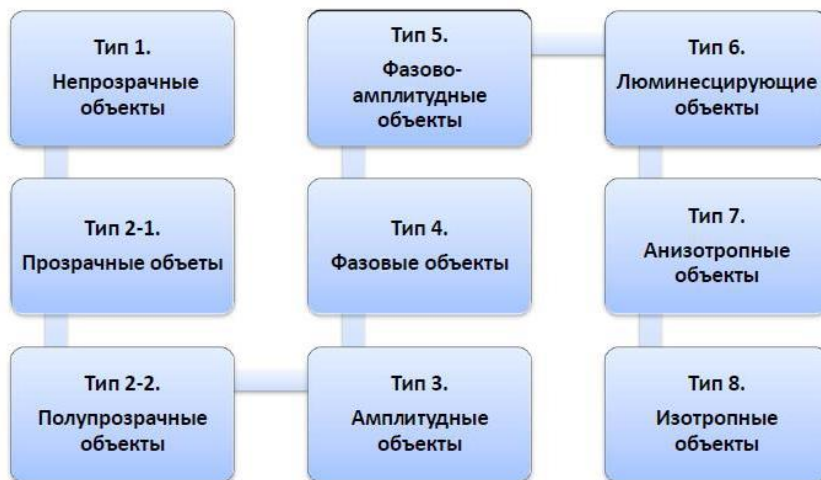 Тип 1.
Непрозрачные
объекты
Тип 2-1.
Прозрачные объеты
Тип 2-2.
Полупрозрачные
объекты
Тип 3.
Амплитудные
объекты
Тип 4.
Фазовые объекты
Тип 5.
Фазово-
амплитудные
объекты
Тип 6.
Люминесцирующие
объекты
Тип 7.
Анизотропные
объекты
Тип 8.
Изотропные
объекты